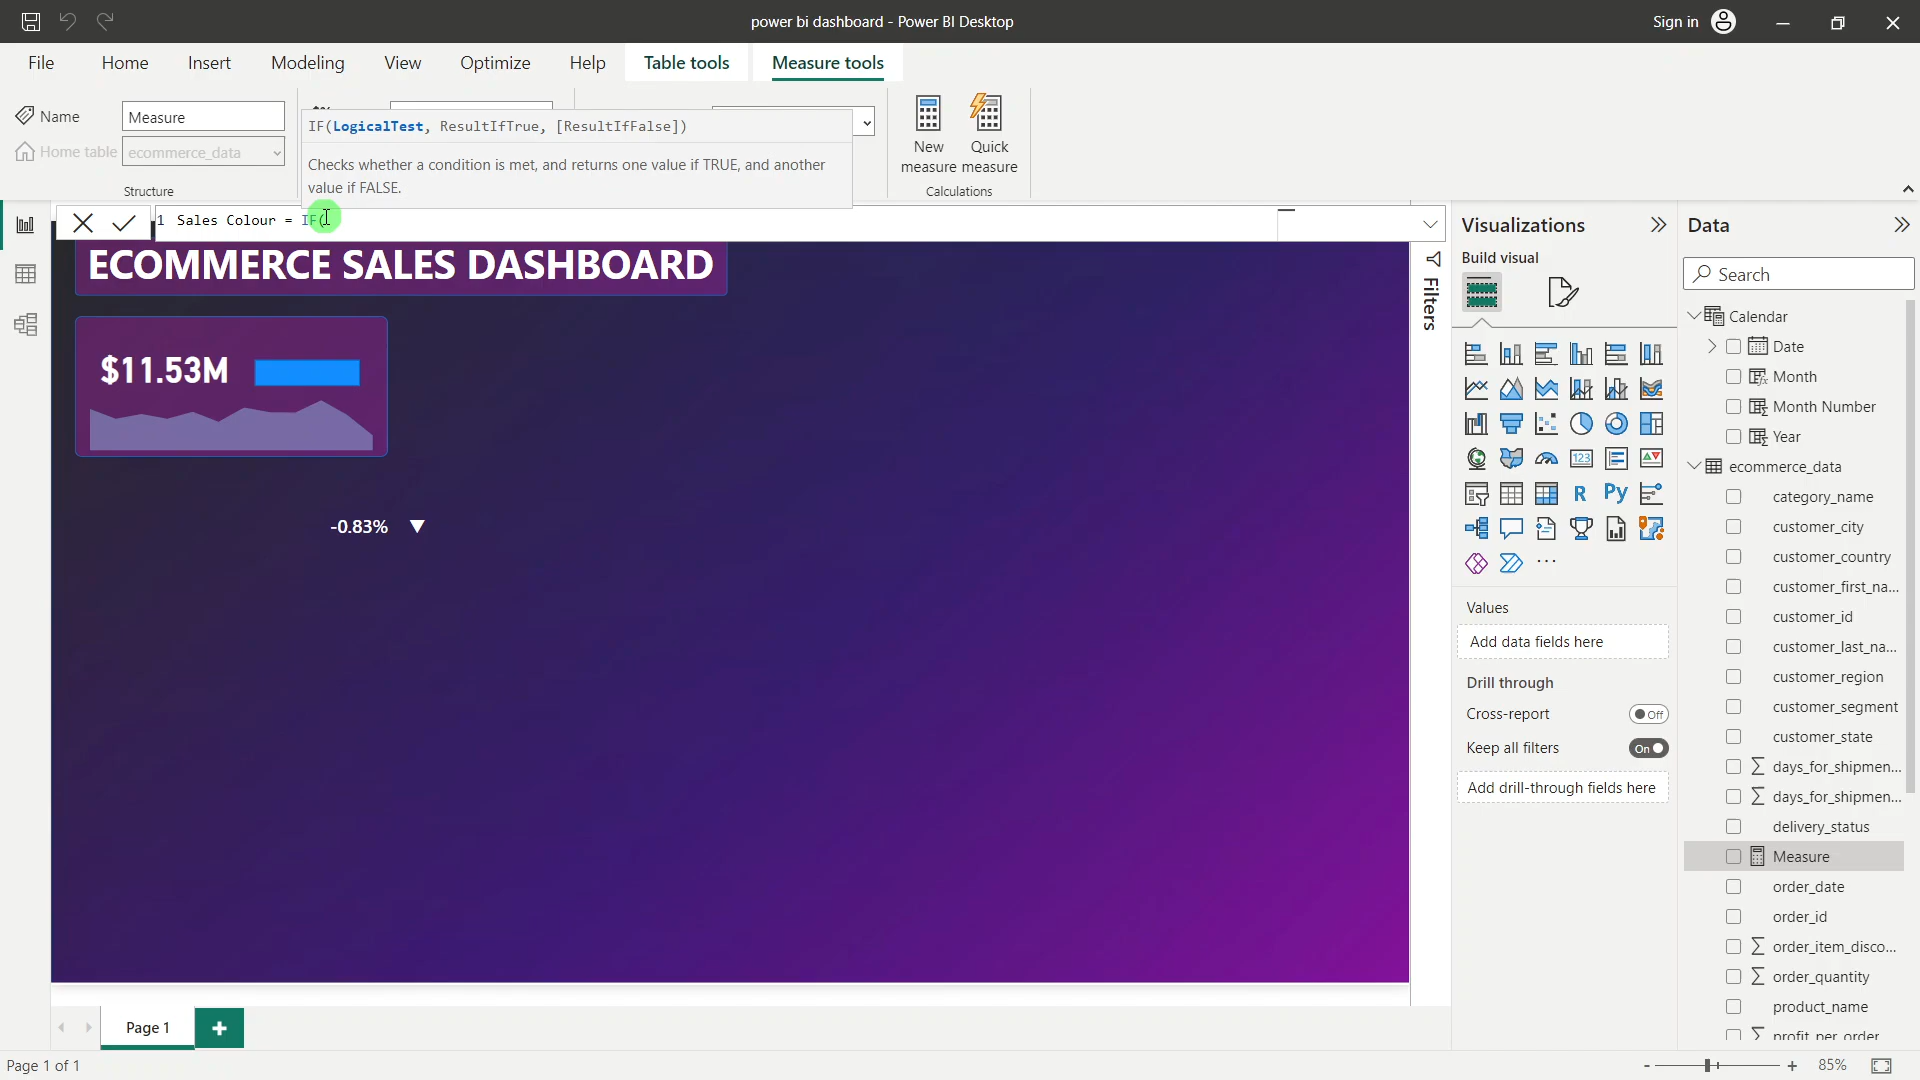 power bi dashboard - Power BI Desktop
Sign in
File Home Insert Modeling View Optimize Help Table tools Measure tools
Name
Measure
Home table
ecommerce_data
Structure
IF(LogicalTest, ResultIfTrue, [ResultIfFalse])
Checks whether a condition is met, and returns one value if TRUE, and another
value if FALSE.
New
measure
Quick
measure
Calculations
1 Sales Colour = IF(
ECOMMERCE SALES DASHBOARD
$11.53M
-0.83% ▼
Filters
Visualizations
Build visual
123
R
Py
...
Values
Add data fields here
Drill through
Cross-report
Off
Keep all filters
On
Add drill-through fields here
Data
Search
Calendar
Date
Month
Month Number
Year
ecommerce_data
category_name
customer_city
customer_country
customer_first_na...
customer_id
customer_last_na...
customer_region
customer_segment
customer_state
days_for_shipmen...
days_for_shipmen...
delivery_status
Measure
order_date
order_id
order_item_disco...
order_quantity
product_name
profit_per_order
Page 1
+
Page 1 of 1
- + 85%